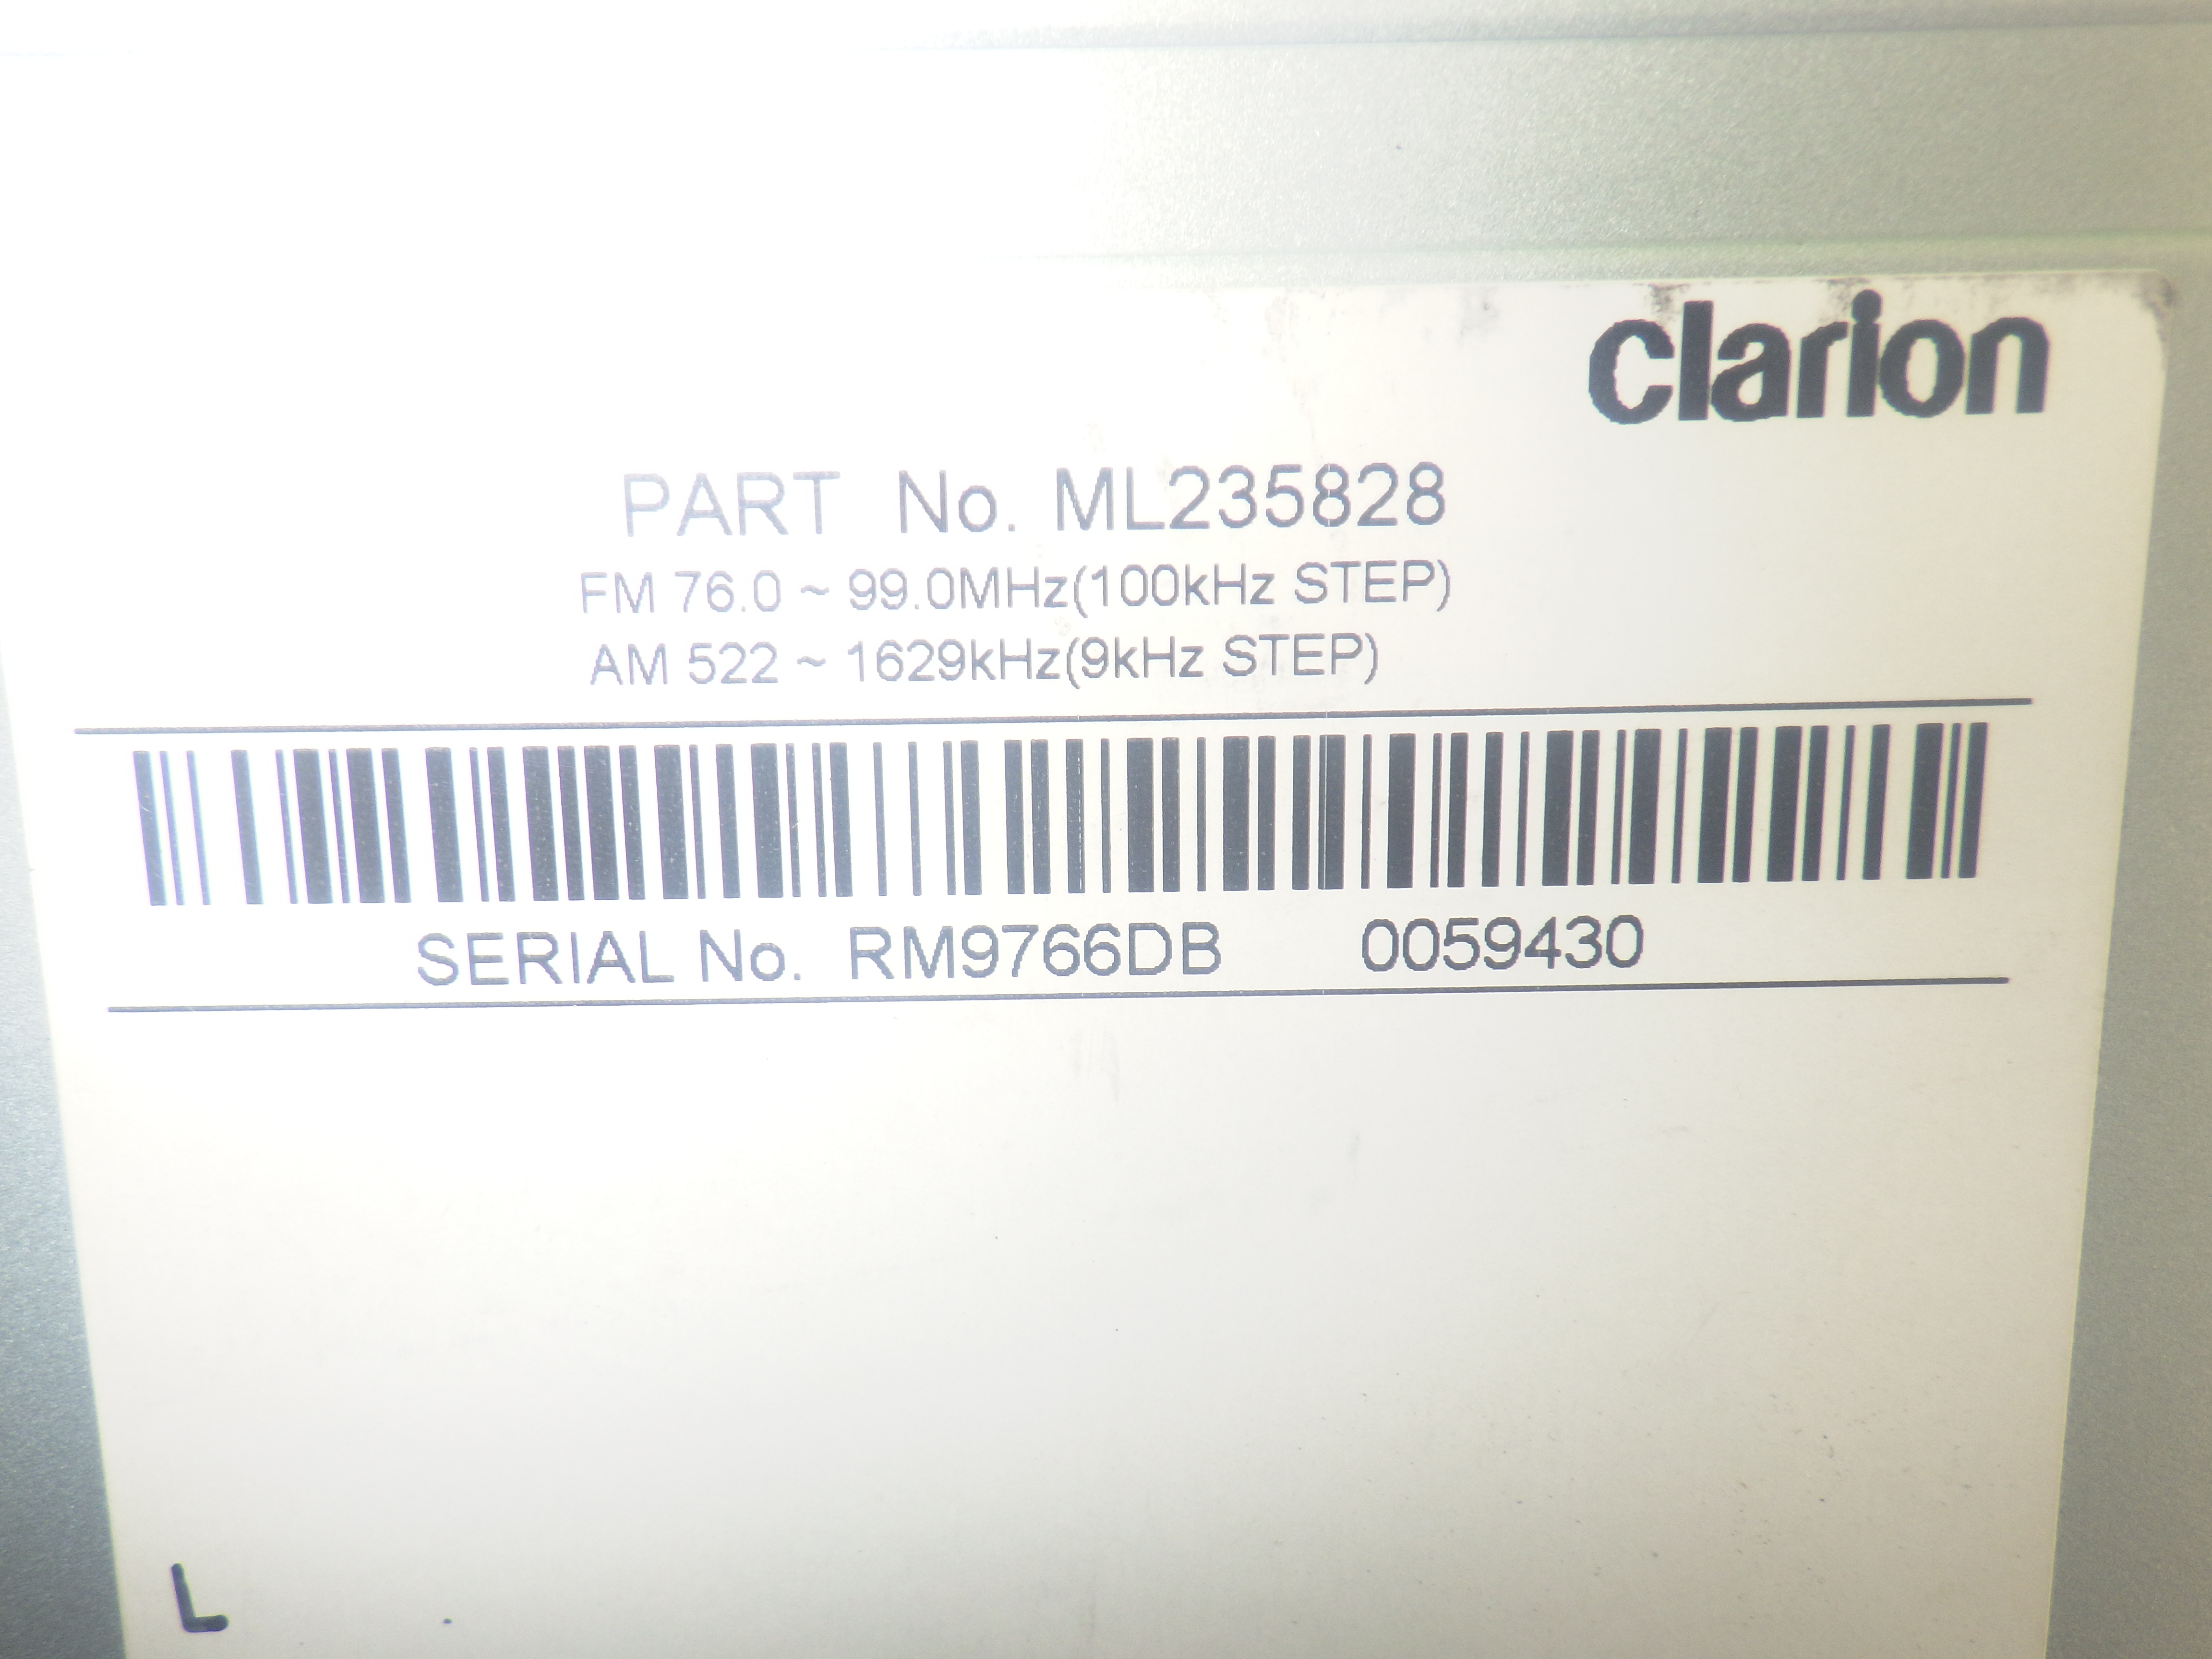 clarion
PART No. ML235828
FM 76.0 ~ 99.0MHz(100kHz STEP)
AM 522 ~ 1629kHz(9kHz STEP)
SERIAL No. RM9766DB 0059430
L